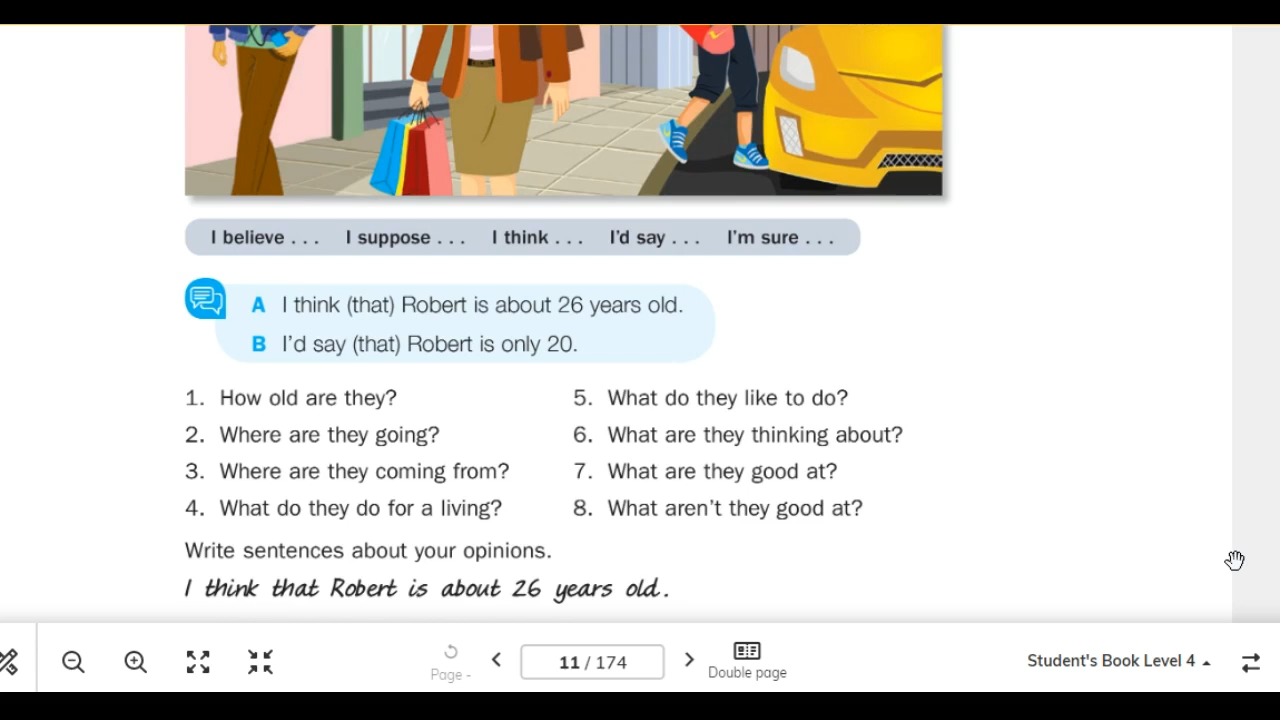 I believe . . . I suppose . . . I think . . . I'd say . . . I'm sure . . .
A I think (that) Robert is about 26 years old.
B I'd say (that) Robert is only 20.
1. How old are they?
2. Where are they going?
3. Where are they coming from?
4. What do they do for a living?
5. What do they like to do?
6. What are they thinking about?
7. What are they good at?
8. What aren't they good at?
Write sentences about your opinions.
I think that Robert is about 26 years old.
Page -
11 / 174
Double page
Student's Book Level 4